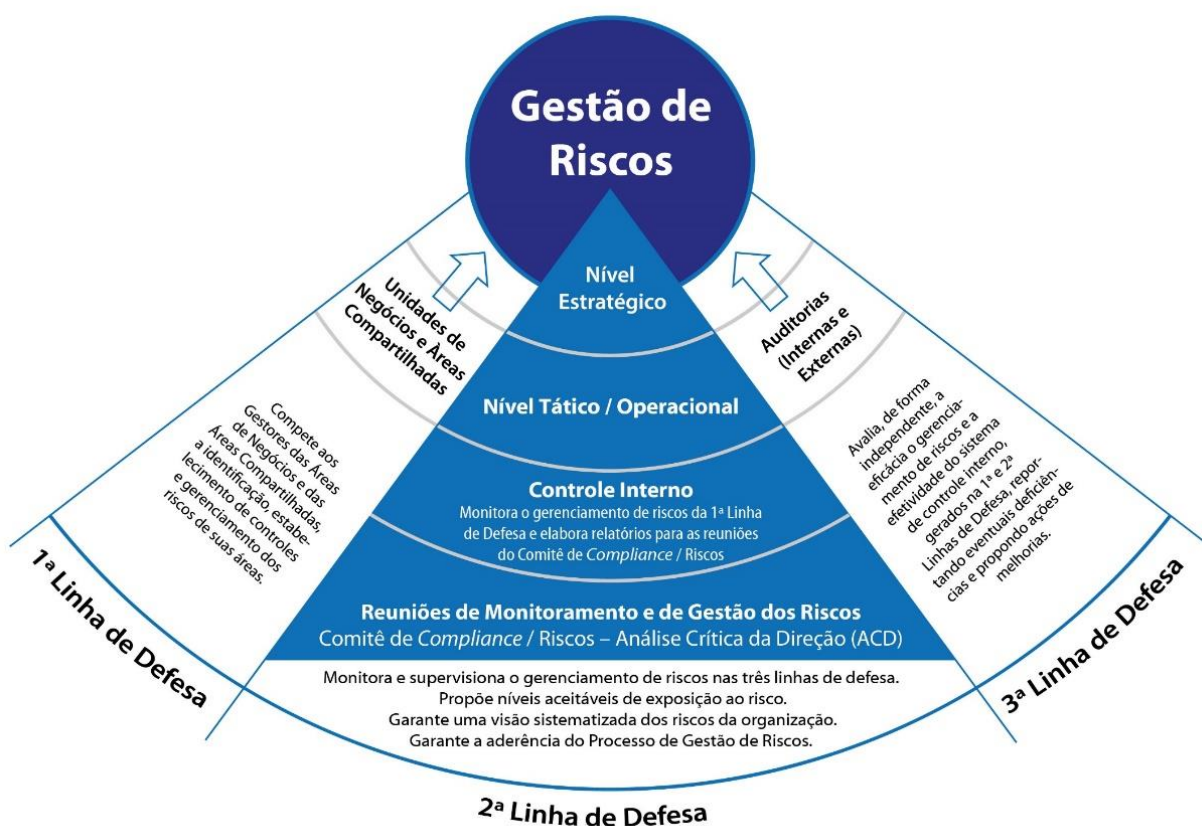 Gestão de
Riscos
Nível
Estratégico
Nível Tático / Operacional
Controle Interno
Monitora o gerenciamento de riscos da 1ª Linha
de Defesa e elabora relatórios para as reuniões
do Comitê de Compliance / Riscos
Reuniões de Monitoramento e de Gestão dos Riscos
Comitê de Compliance / Riscos – Análise Crítica da Direção (ACD)
Monitora e supervisiona o gerenciamento de riscos nas três linhas de defesa.
Propõe níveis aceitáveis de exposição ao risco.
Garante uma visão sistematizada dos riscos da organização.
Garante a aderência do Processo de Gestão de Riscos.
Unidades de
Negócios e Áreas
Compartilhadas
Compete aos
Gestores das Áreas
de Negócios e das
Áreas Compartilhadas,
a identificação, estabe-
lecimento de controles
e gerenciamento dos
riscos de suas áreas.
1ª Linha de Defesa
2ª Linha de Defesa
Auditorias
(Internas e
Externas)
Avalia, de forma
independente, a
eficácia o gerencia-
mento de riscos e a
efetividade do sistema
de controle interno,
gerados na 1ª e 2ª
Linhas de Defesa, repor-
tando eventuais deficiên-
cias e propondo ações de
melhorias.
3ª Linha de Defesa